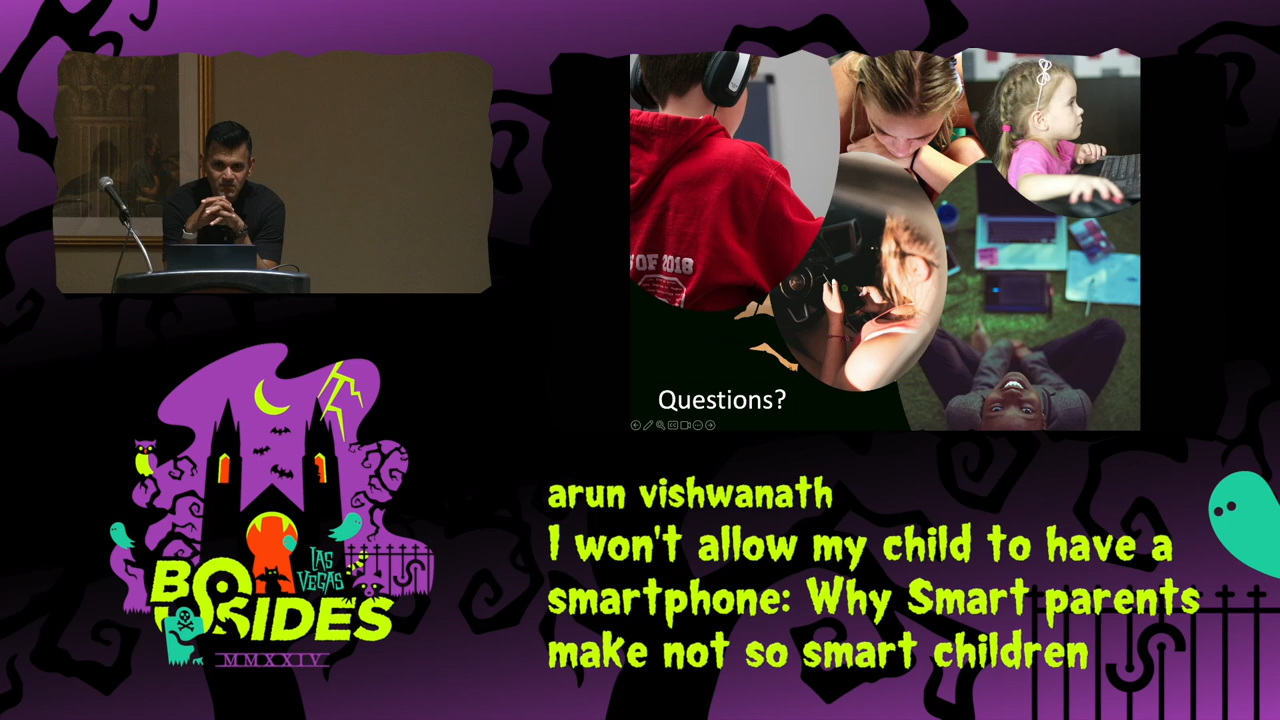 OF 2018
Questions?
BSIDES
LAS
VEGAS
MMXXIV
arun vishwanath
I won't allow my child to have a
smartphone: Why Smart parents
make not so smart children